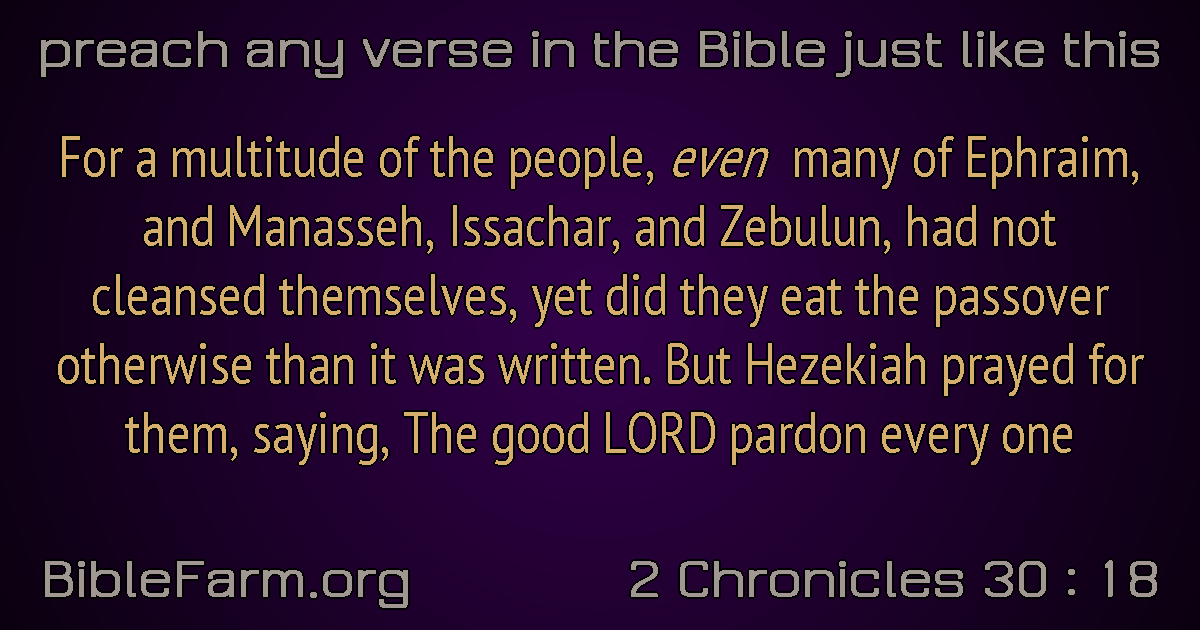 preach any verse in the Bible just like this
For a multitude of the people, even many of Ephraim,
and Manasseh, Issachar, and Zebulun, had not
cleansed themselves, yet did they eat the passover
otherwise than it was written. But Hezekiah prayed for
them, saying, The good LORD pardon every one
BibleFarm.org
2 Chronicles 30 : 18